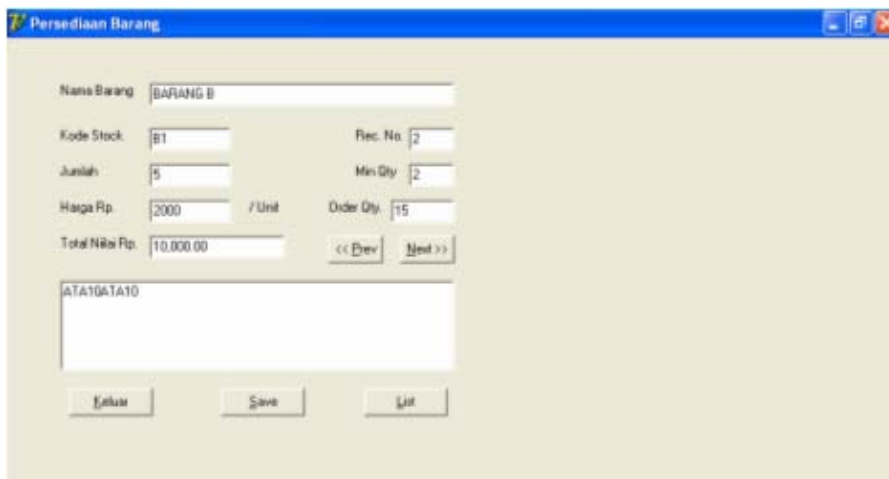 Persediaan Barang
Nama Barang BARANG B
Kode Stock B1 Rec. No. 2
Jumlah 5 Min Qty 2
Harga Rp. 2000 / Unit Order Qty. 15
Total Nilai Rp. 10,000.00 << Prev Next >>
ATA10ATA10
Keluar Save List